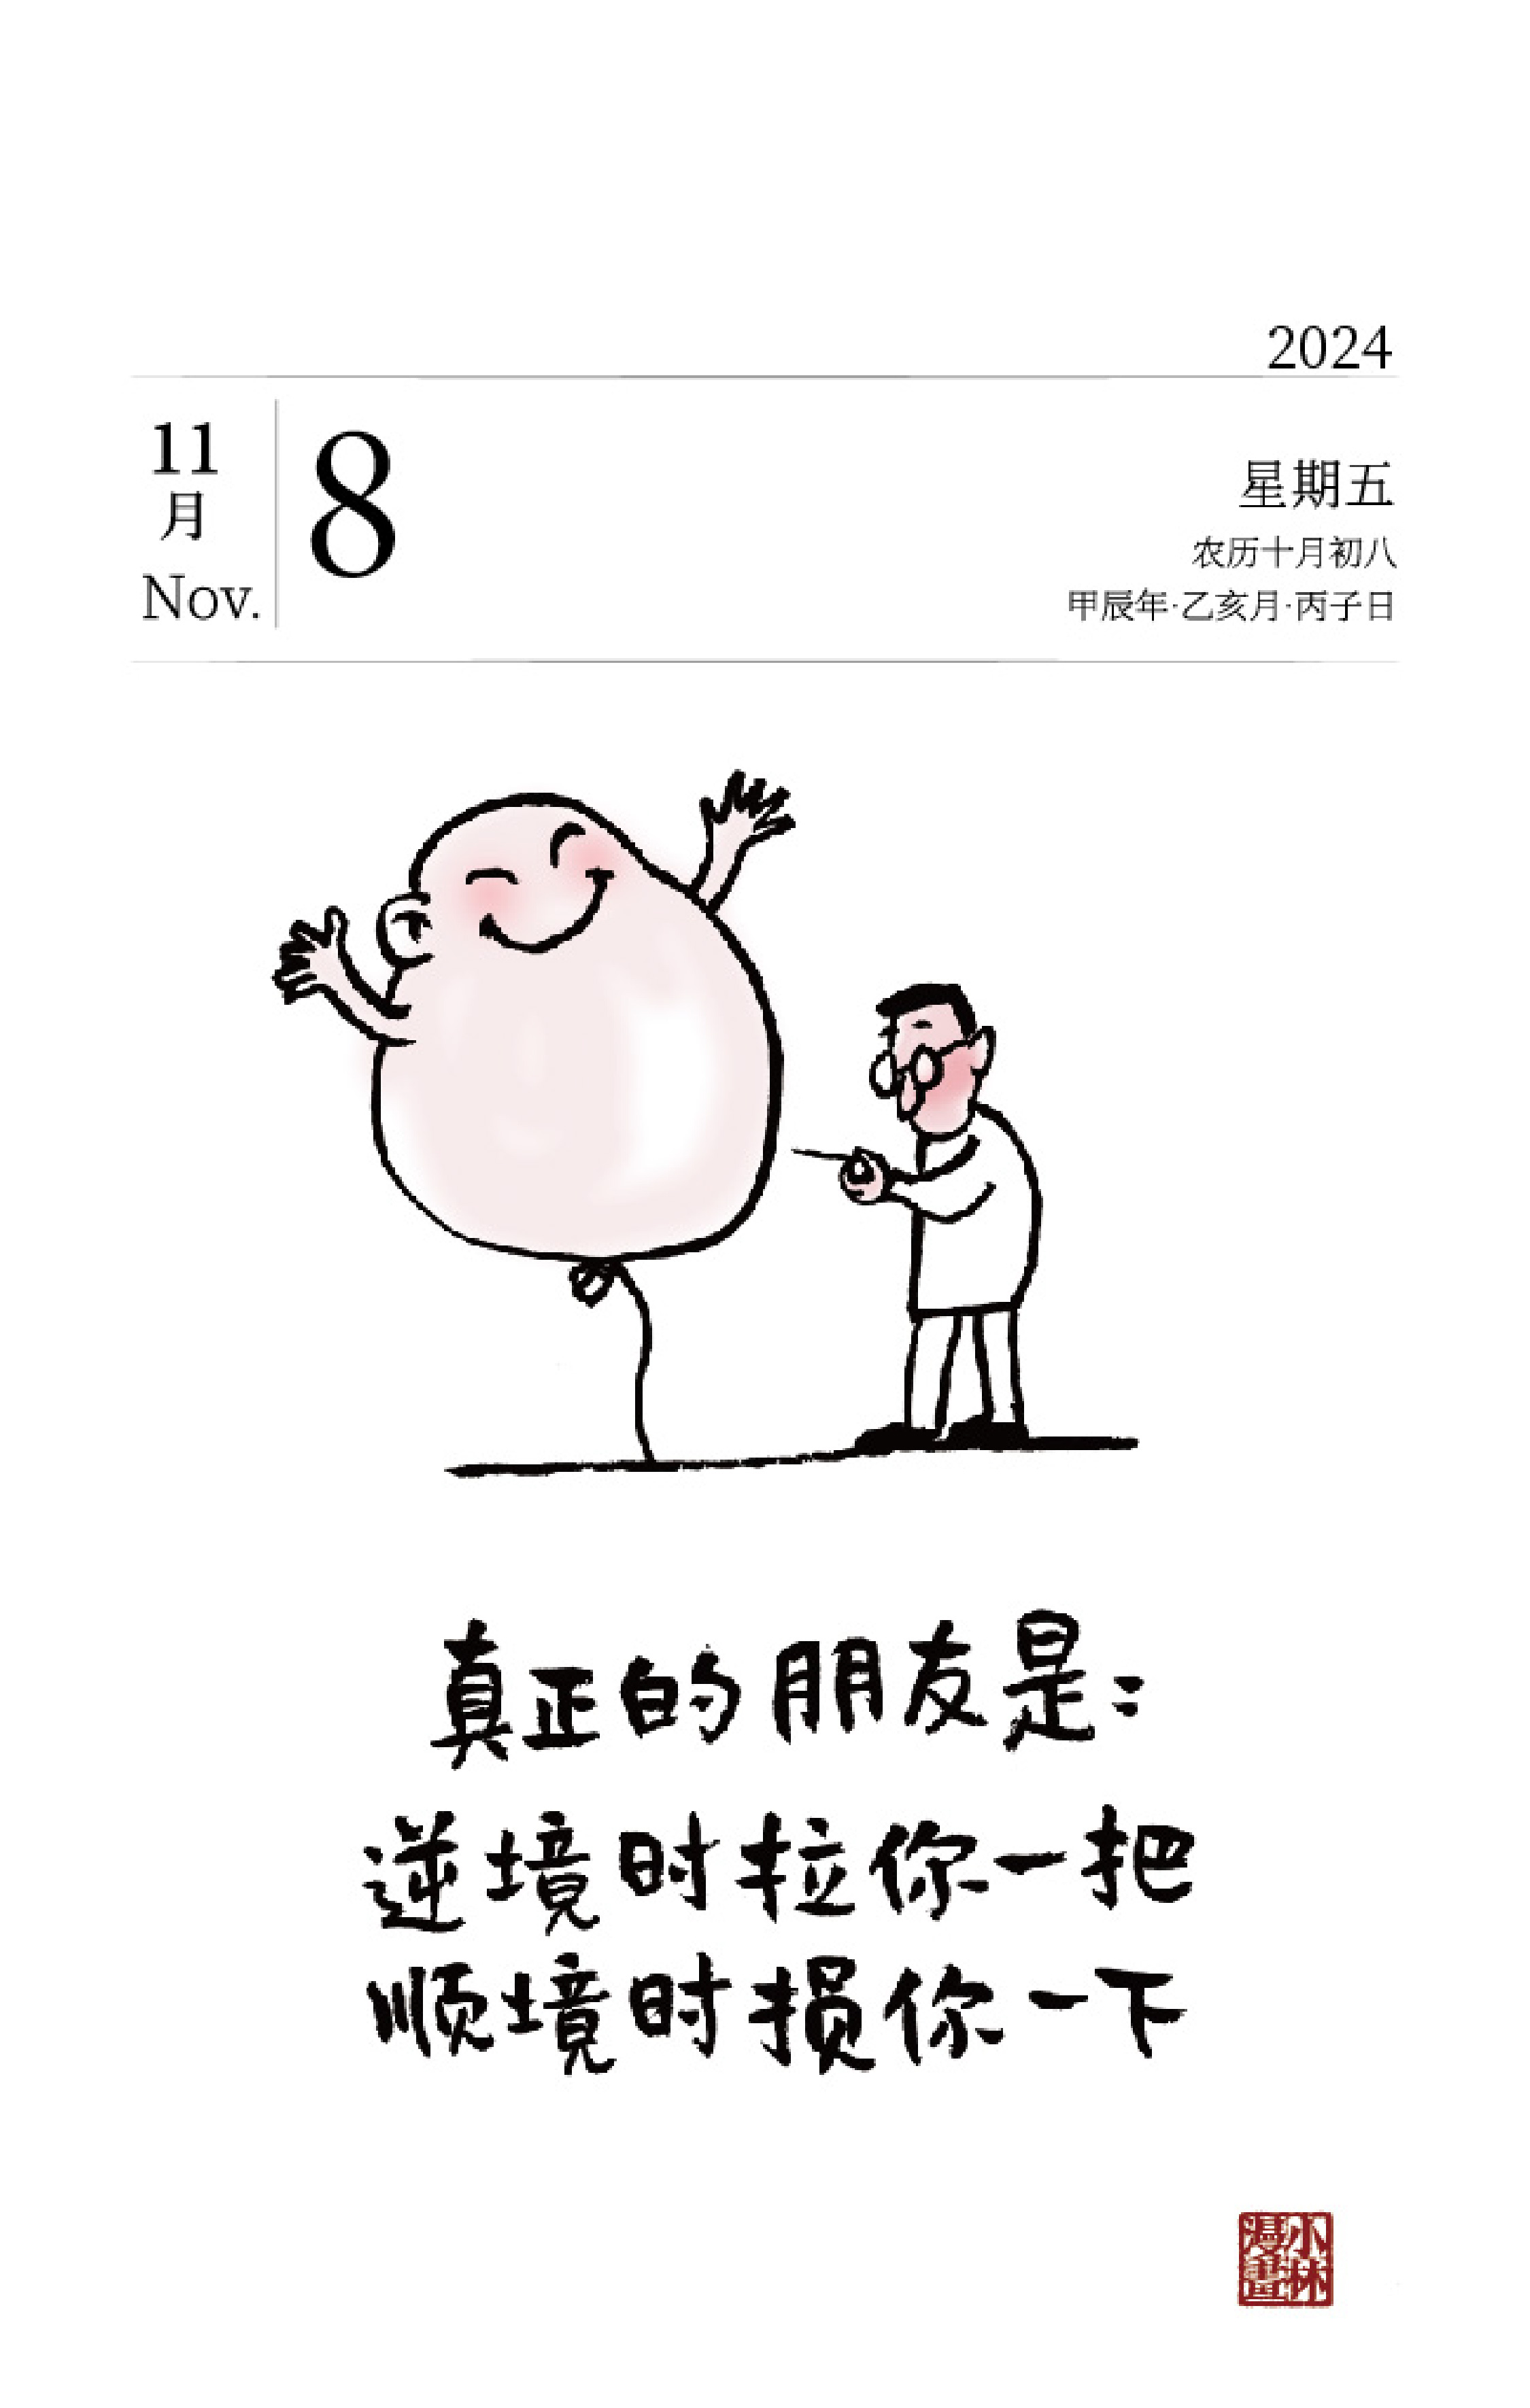 2024
11
月
Nov.
8
星期五
农历十月初八
甲辰年·乙亥月·丙子日
真正的朋友是：
逆境时拉你一把
顺境时损你一下
小林
漫畫